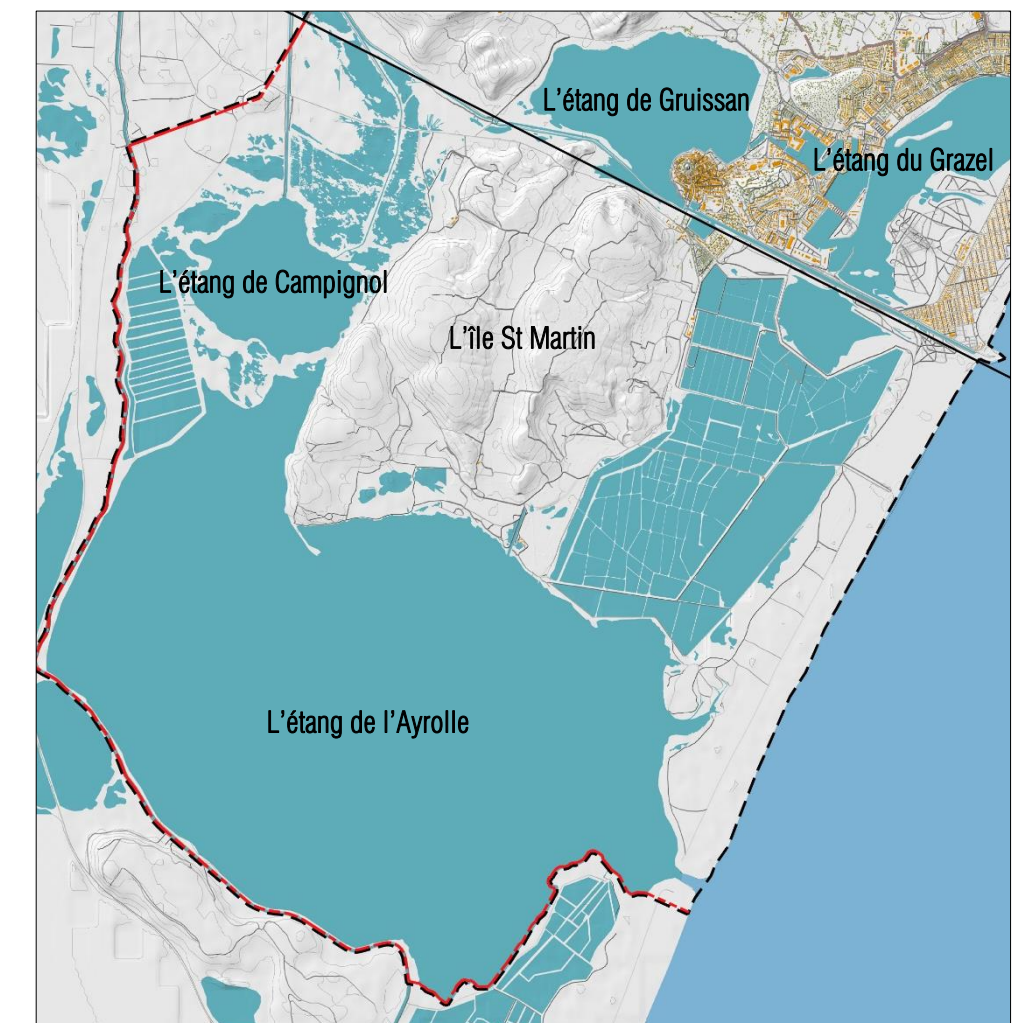 L'étang de Gruissan
L'étang du Grazel
L'étang de Campignol
L'île St Martin
L'étang de l'Ayrolle